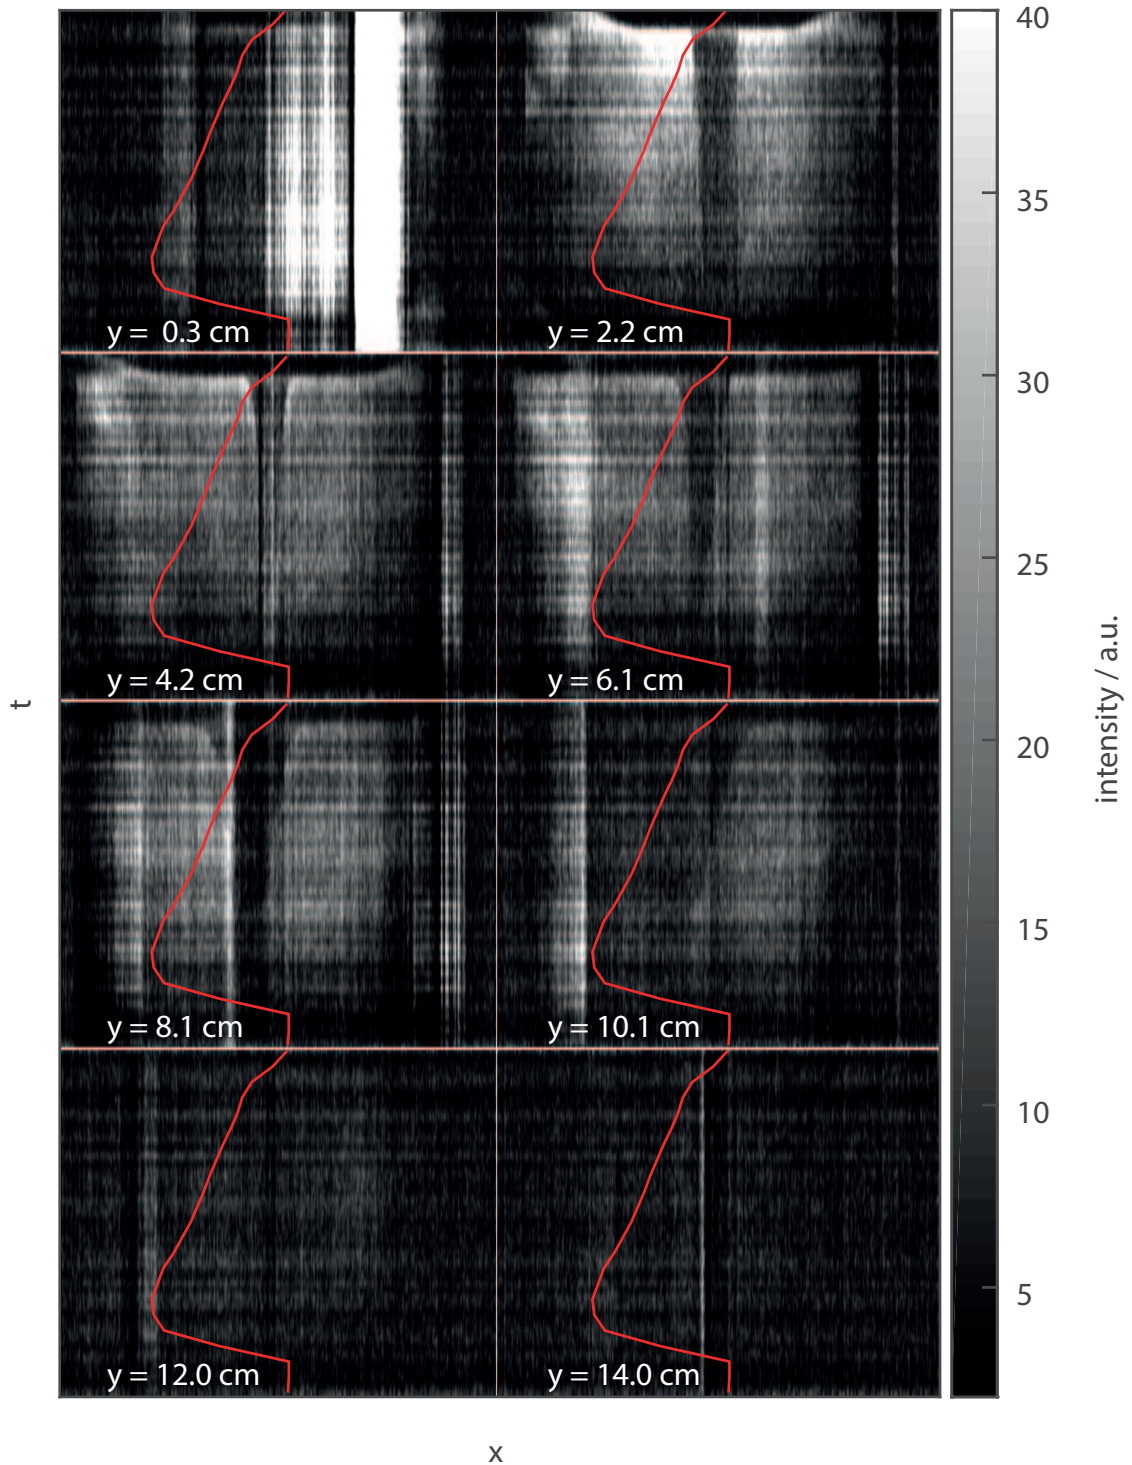 y = 0.3 cm
y = 2.2 cm
y = 4.2 cm
y = 6.1 cm
y = 8.1 cm
y = 10.1 cm
y = 12.0 cm
y = 14.0 cm
t
x
40
35
30
25
20
15
10
5
intensity / a.u.